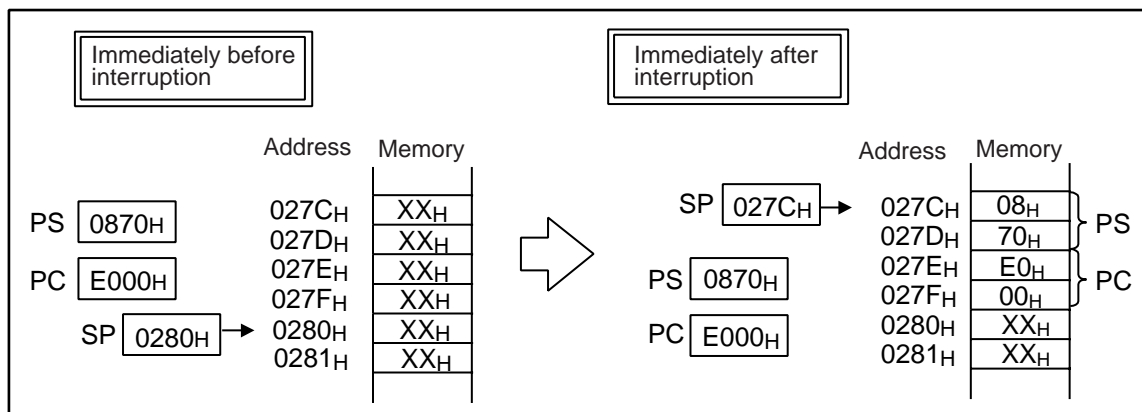 Immediately before
interruption
Immediately after
interruption
Address Memory
PS 0870H
PC E000H
SP 0280H
027CH XXH
027DH XXH
027EH XXH
027FH XXH
0280H XXH
0281H XXH
Address Memory
SP 027CH
PS 0870H
PC E000H
027CH 08H
027DH 70H
027EH E0H
027FH 00H
0280H XXH
0281H XXH
PS
PC